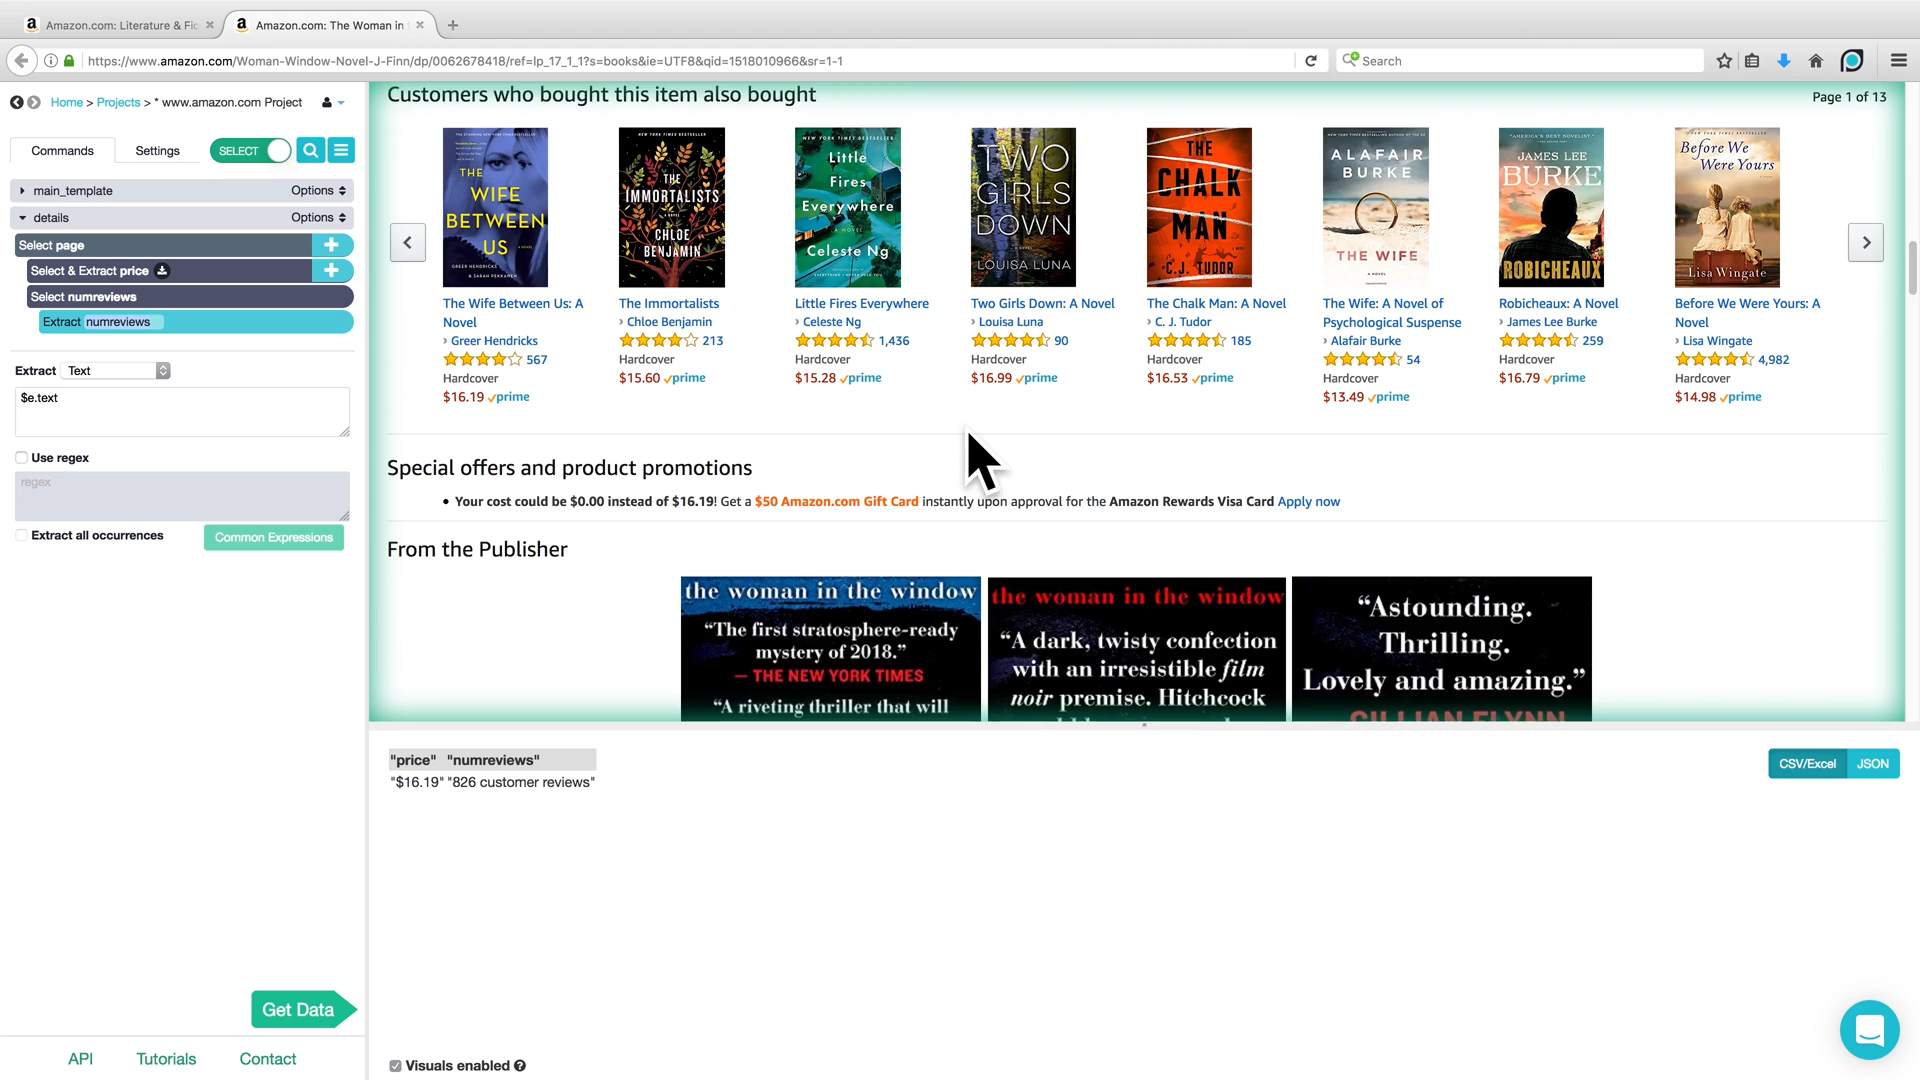 Amazon.com: Literature & Fic
Amazon.com: The Woman in
https://www.amazon.com/Woman-Window-Novel-J-Finn/dp/0062678418/ref=lp_17_1_1?s=books&ie=UTF8&qid=1518010966&sr=1-1
Search
Home > Projects > * www.amazon.com Project
Commands
Settings
SELECT
main_template
Options
details
Options
Select page
Select & Extract price
Select numreviews
Extract numreviews
Extract
Text
$e.text
Use regex
regex
Extract all occurrences
Common Expressions
Get Data
API
Tutorials
Contact
Customers who bought this item also bought
Page 1 of 13
THE
WIFE
BETWEEN
US
GREER HENDRICKS
NEW YORK TIMES BESTSELLER
THE
IMMORTALISTS
A NOVEL
CHLOE
BENJAMIN
Little
Fires
Everywhere
A NOVEL
Celeste Ng
TWO
GIRLS
DOWN
LOUISA LUNA
THE
CHALK
MAN
C.J. TUDOR
ALAFAIR
BURKE
THE WIFE
"AMERICA'S BEST NOVELIST."
JAMES LEE
BURKE
ROBICHEAUX
Before We
Were Yours
Lisa Wingate
The Wife Between Us: A
Novel
› Greer Hendricks
567
Hardcover
$16.19 prime
The Immortalists
› Chloe Benjamin
213
Hardcover
$15.60 prime
Little Fires Everywhere
› Celeste Ng
1,436
Hardcover
$15.28 prime
Two Girls Down: A Novel
› Louisa Luna
90
Hardcover
$16.99 prime
The Chalk Man: A Novel
› C. J. Tudor
185
Hardcover
$16.53 prime
The Wife: A Novel of
Psychological Suspense
› Alafair Burke
54
Hardcover
$13.49 prime
Robicheaux: A Novel
› James Lee Burke
259
Hardcover
$16.79 prime
Before We Were Yours: A
Novel
› Lisa Wingate
4,982
Hardcover
$14.98 prime
Special offers and product promotions
• Your cost could be $0.00 instead of $16.19! Get a $50 Amazon.com Gift Card instantly upon approval for the Amazon Rewards Visa Card Apply now
From the Publisher
the woman in the window
“The first stratosphere-ready
mystery of 2018.”
— THE NEW YORK TIMES
“A riveting thriller that will
the woman in the window
“A dark, twisty confection
with an irresistible film
noir premise. Hitchcock
“Astounding.
Thrilling.
Lovely and amazing.”
GILLIAN FLYNN
"price" "numreviews"
"$16.19" "826 customer reviews"
CSV/Excel
JSON
Visuals enabled